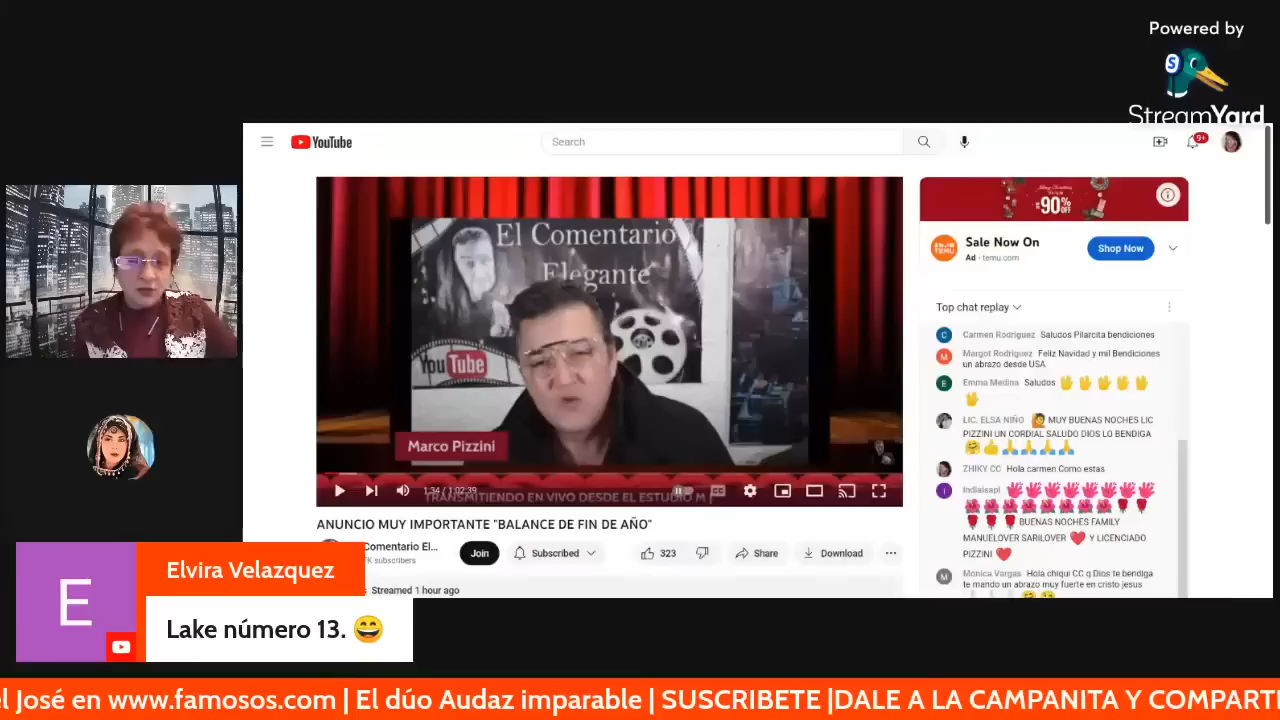 Powered by
StreamYard
YouTube
Search
9+
El Comentario
Elegante
YouTube
Marco Pizzini
1:34 / 1:02:39
TRANSMITIENDO EN VIVO DESDE EL ESTUDIO M
90% OFF
TEMU
Sale Now On
Ad · temu.com
Shop Now
Top chat replay
Carmen Rodriguez Saludos Pilarcita bendiciones
Margot Rodriguez Feliz Navidad y mil Bendiciones
un abrazo desde USA
Emma Medina Saludos 🖖 🖖 🖖 🖖 🖖
🖖
LIC. ELSA NIÑO 🙋 MUY BUENAS NOCHES LIC
PIZZINI UN CORDIAL SALUDO DIOS LO BENDIGA
🤗 👍 🙏 🙏 🙏 🙏
ZHIKY CC Hola carmen Como estas
Indiaisapi 👋👋👋👋👋👋👋👋
🌺🌺🌺🌺🌺🌺🌺🌹🌹
🌹🌹🌹 BUENAS NOCHES FAMILY
MANUELOVER SARILOVER ❤️ Y LICENCIADO
PIZZINI ❤️
Monica Vargas Hola chiqui CC q Dios te bendiga
te mando un abrazo muy fuerte en cristo jesus
ANUNCIO MUY IMPORTANTE "BALANCE DE FIN DE AÑO"
Comentario El...
K subscribers
Join
Subscribed
323
Share
Download
Streamed 1 hour ago
E
Elvira Velazquez
Lake número 13. 😄
el José en www.famosos.com | El dúo Audaz imparable | SUSCRIBETE |DALE A LA CAMPANITA Y COMPARTE